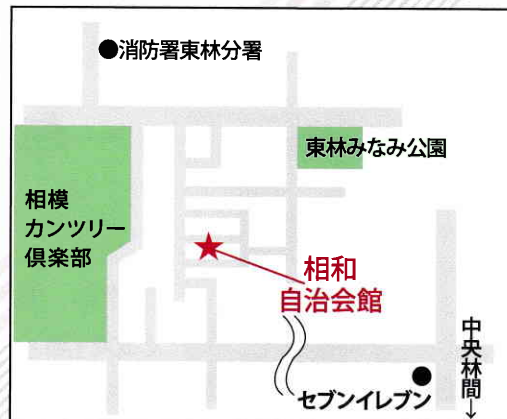 ●消防署東林分署
東林みなみ公園
相模
カンツリー
倶楽部
相和
自治会館
中央林間→
セブンイレブン